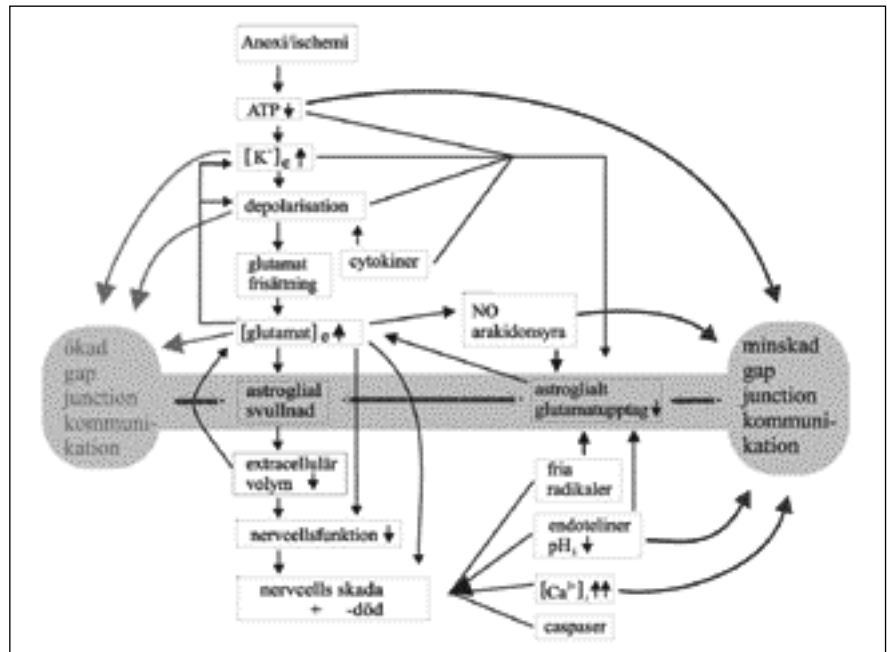 Anoxi/ischemi
ATP
[K⁺]e
depolarisation
cytokiner
glutamat
frisättning
[glutamat]e
NO
arakidonsyra
ökad
gap
junction
kommuni-
kation
astroglial
svullnad
astroglialt
glutamatupptag
minskad
gap
junction
kommuni-
kation
extracellulär
volym
fria
radikaler
nervcellsfunktion
endoteliner
pHi
nervcells skada
+ -död
[Ca²⁺]i
caspaser